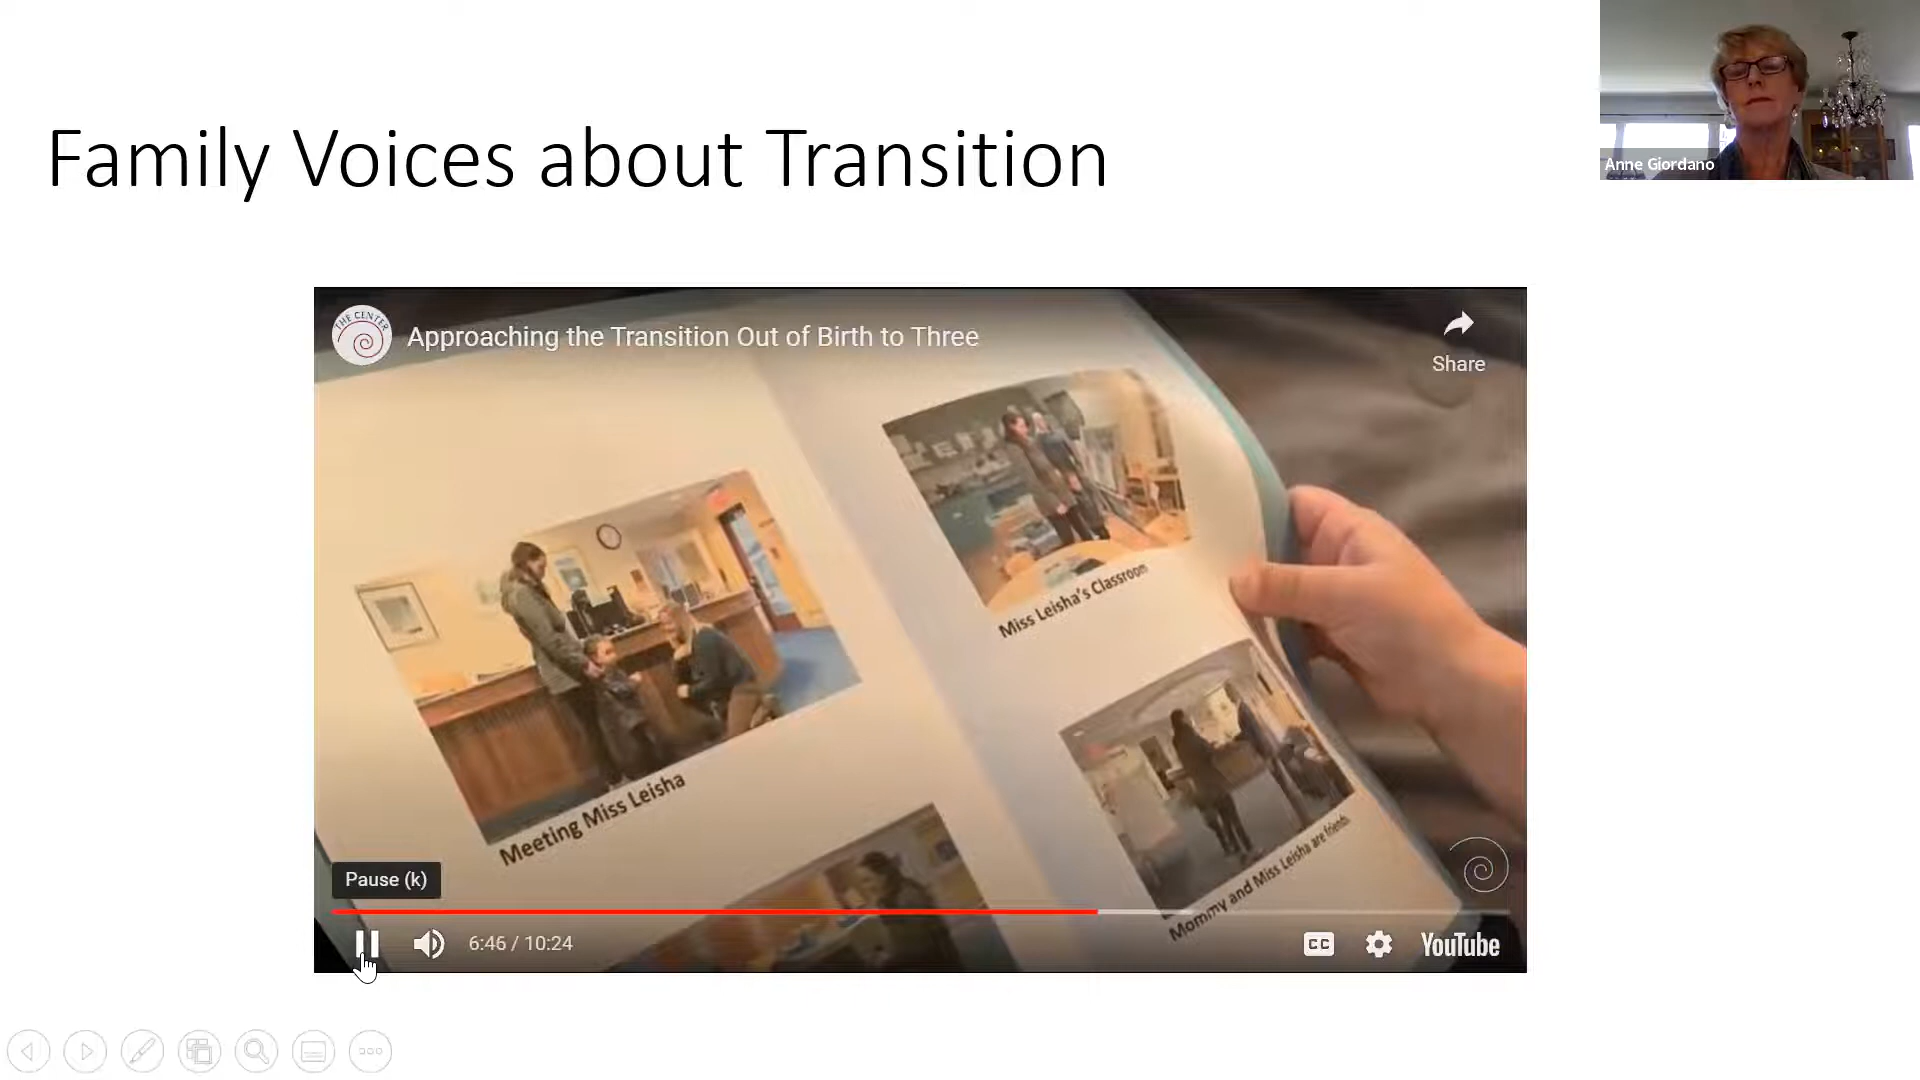 Family Voices about Transition
Anne Giordano
THE CENTER
Approaching the Transition Out of Birth to Three
Share
Miss Leisha's Classroom
Meeting Miss Leisha
Mommy and Miss Leisha are friends
Pause (k)
6:46 / 10:24
CC
YouTube